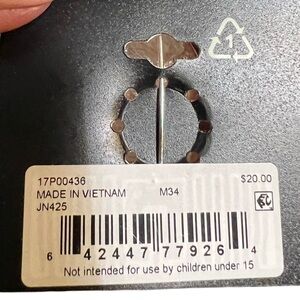 1
17P00436
$20.00
MADE IN VIETNAM M34
JN425
6 42447 77926 4
Not intended for use by children under 15